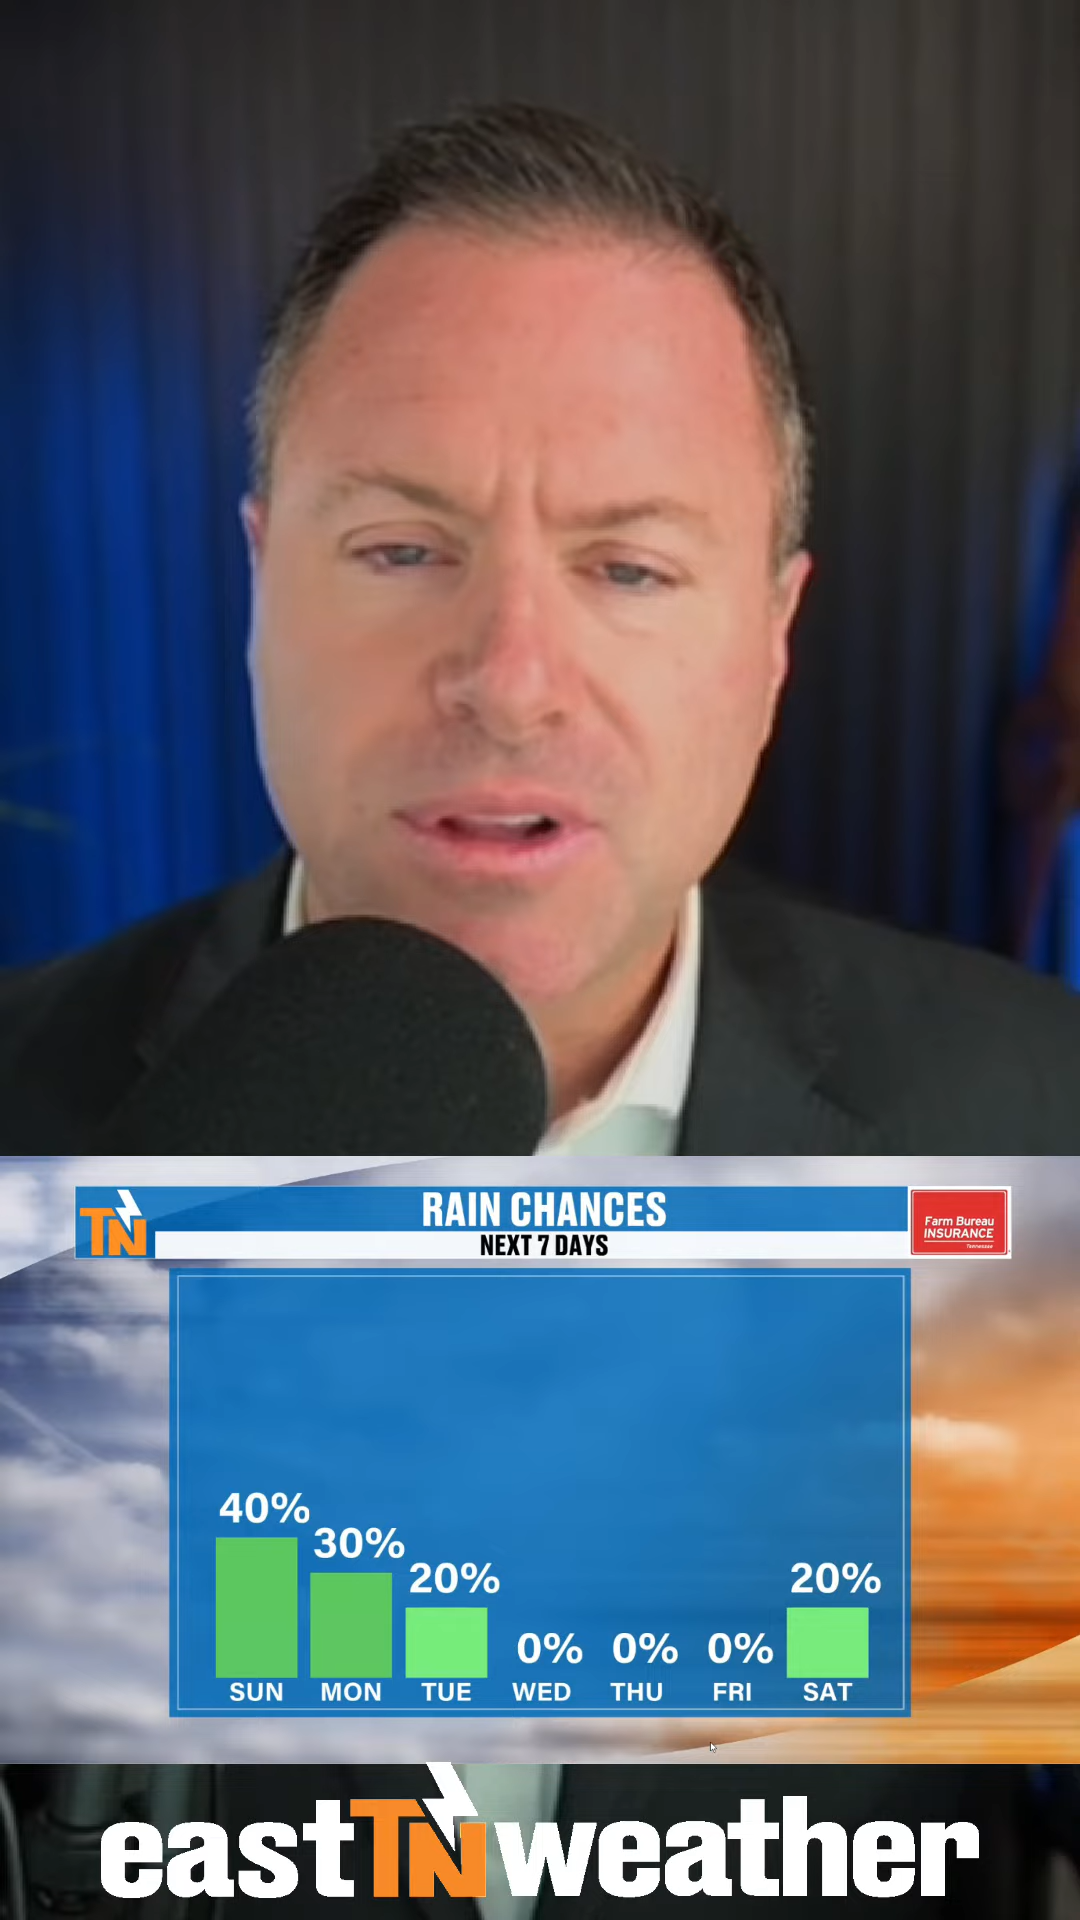 TN
RAIN CHANCES
NEXT 7 DAYS
Farm Bureau
INSURANCE
Tennessee
40%
30%
20%
0%
0%
0%
20%
SUN
MON
TUE
WED
THU
FRI
SAT
eastTNweather